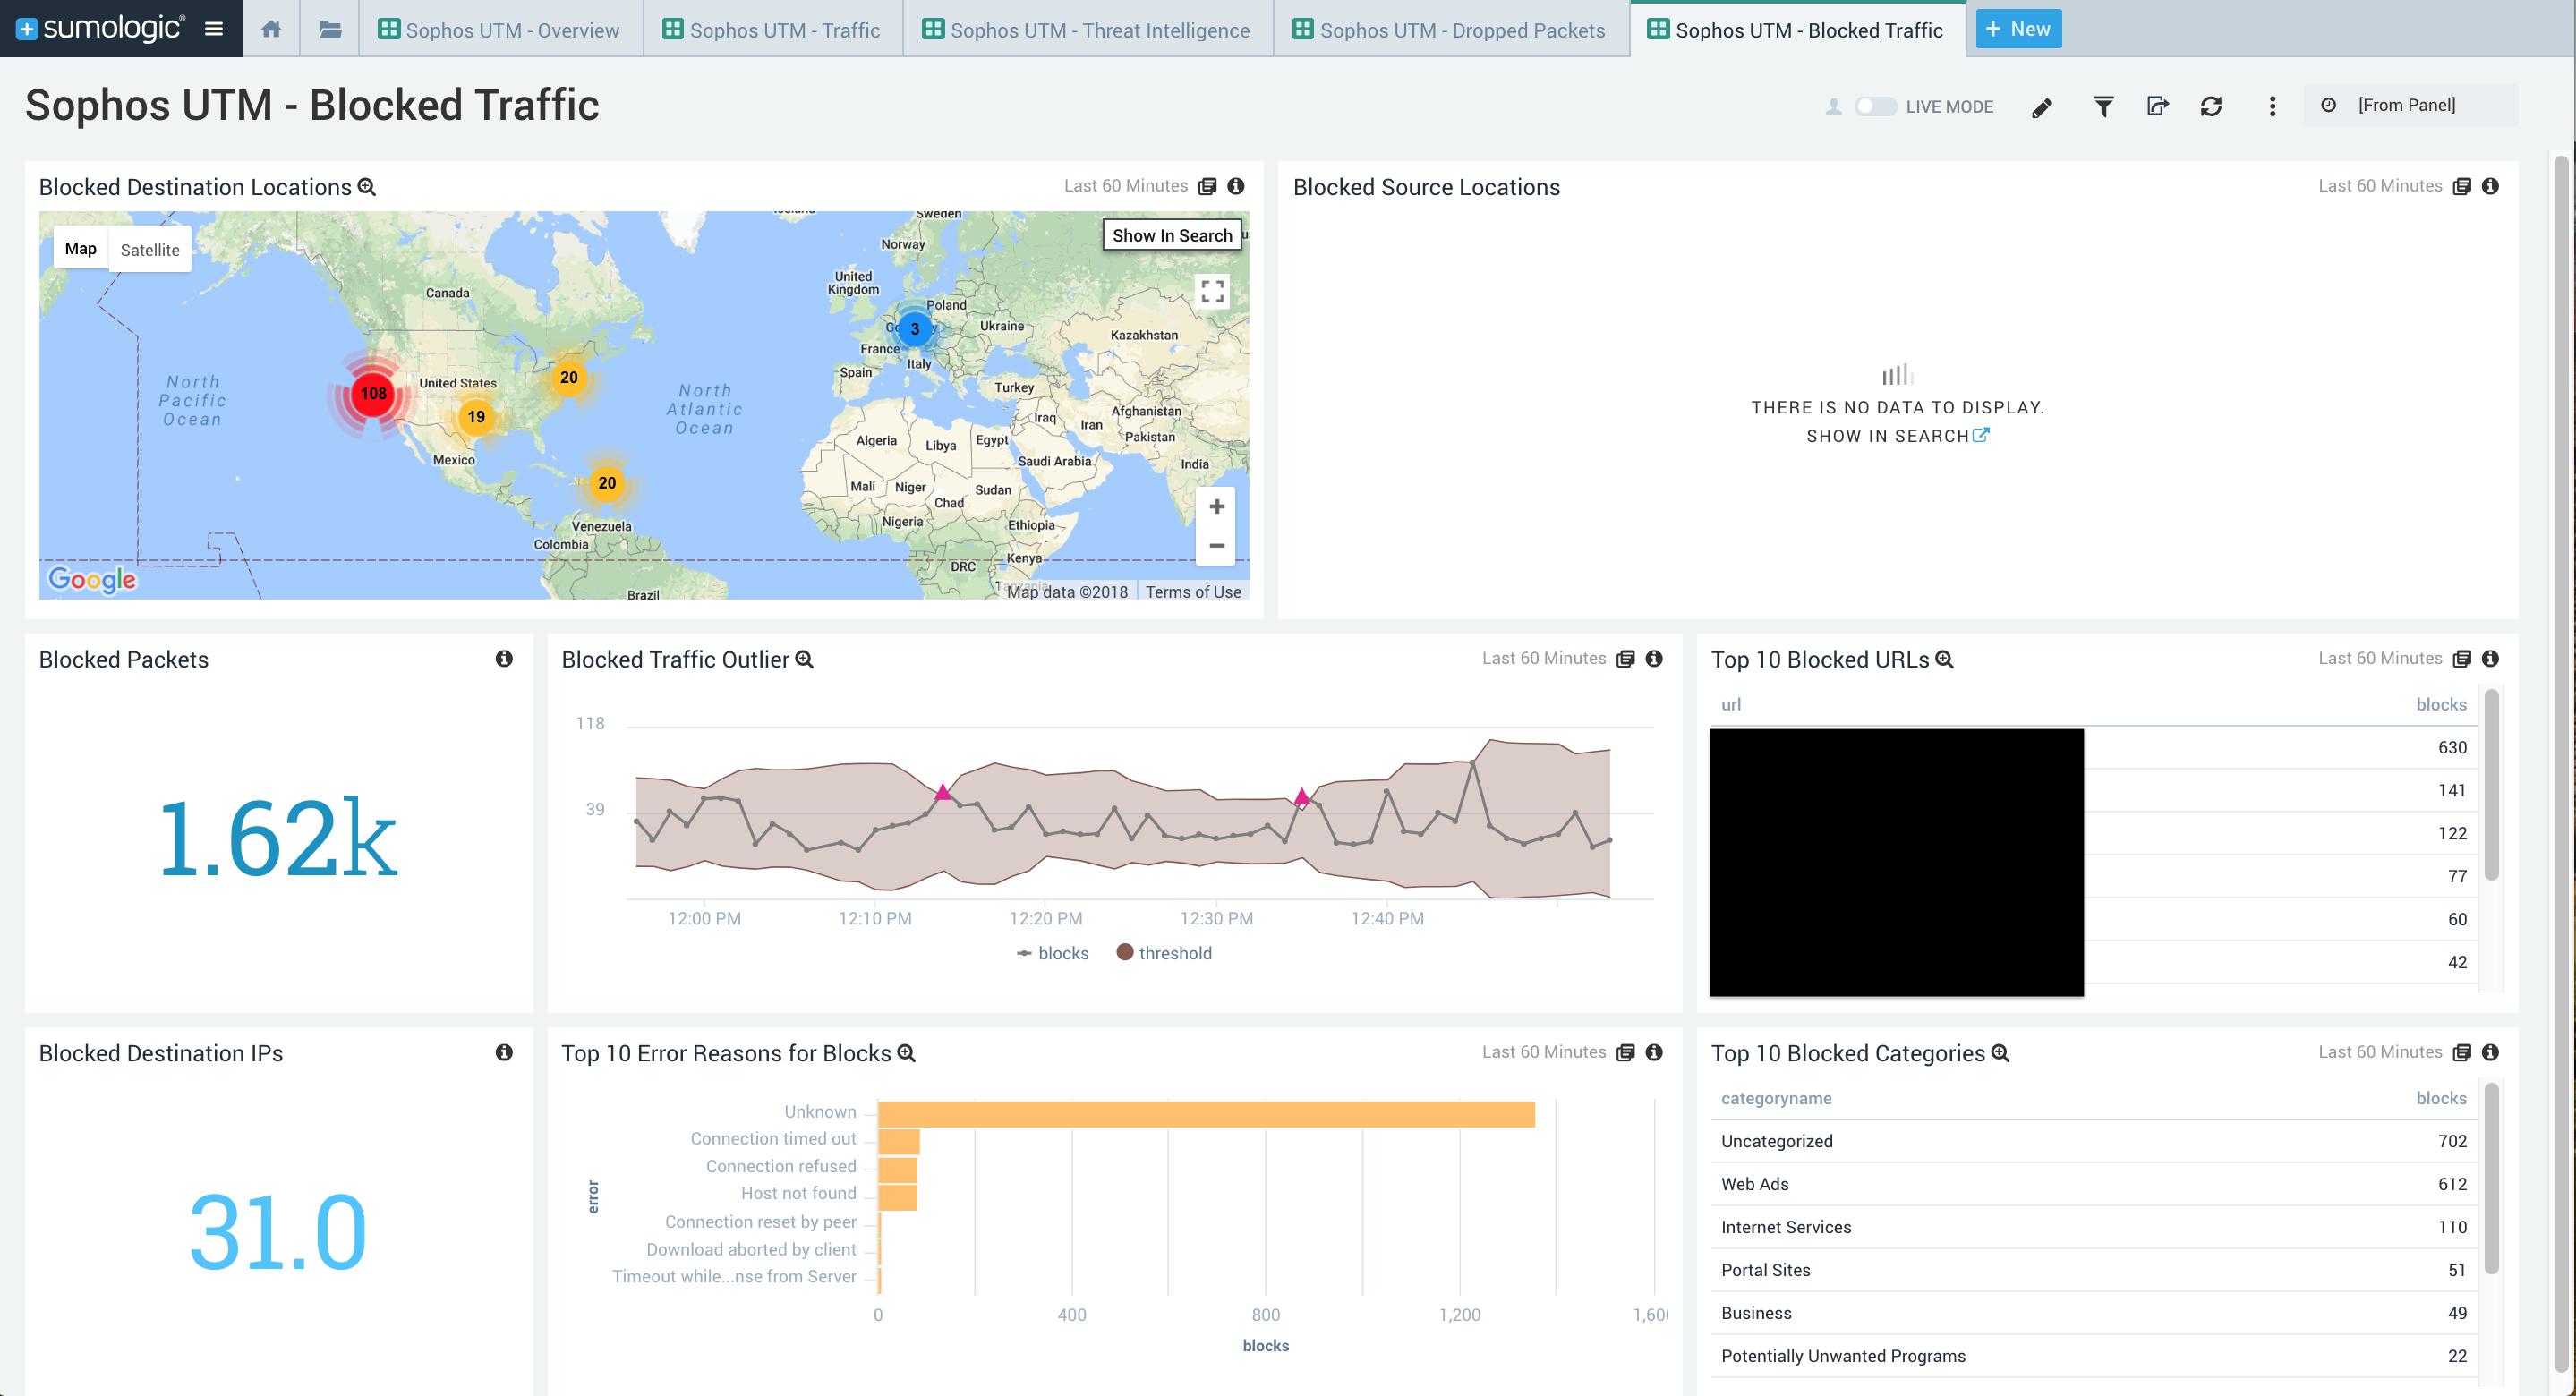 sumologic
Sophos UTM - Overview
Sophos UTM - Traffic
Sophos UTM - Threat Intelligence
Sophos UTM - Dropped Packets
Sophos UTM - Blocked Traffic
+ New
Sophos UTM - Blocked Traffic
LIVE MODE
[From Panel]
Blocked Destination Locations
Last 60 Minutes
Map
Satellite
Show In Search
Sweden
Norway
United
Kingdom
Poland
Ukraine
Kazakhstan
France
Italy
Spain
Turkey
Iraq
Iran
Afghanistan
Pakistan
Algeria
Libya
Egypt
Saudi Arabia
India
Mali
Niger
Chad
Sudan
Nigeria
Ethiopia
Kenya
DRC
Tanzania
Canada
United States
Mexico
Venezuela
Colombia
Brazil
North
Pacific
Ocean
North
Atlantic
Ocean
108
19
20
20
3
Google
Map data ©2018
Terms of Use
Blocked Source Locations
Last 60 Minutes
THERE IS NO DATA TO DISPLAY.
SHOW IN SEARCH
Blocked Packets
1.62k
Blocked Traffic Outlier
Last 60 Minutes
118
39
12:00 PM
12:10 PM
12:20 PM
12:30 PM
12:40 PM
blocks
threshold
Top 10 Blocked URLs
Last 60 Minutes
url blocks
630
141
122
77
60
42
Blocked Destination IPs
31.0
Top 10 Error Reasons for Blocks
Last 60 Minutes
error
Unknown
Connection timed out
Connection refused
Host not found
Connection reset by peer
Download aborted by client
Timeout while...nse from Server
0
400
800
1,200
1,60
blocks
Top 10 Blocked Categories
Last 60 Minutes
categoryname blocks
Uncategorized 702
Web Ads 612
Internet Services 110
Portal Sites 51
Business 49
Potentially Unwanted Programs 22